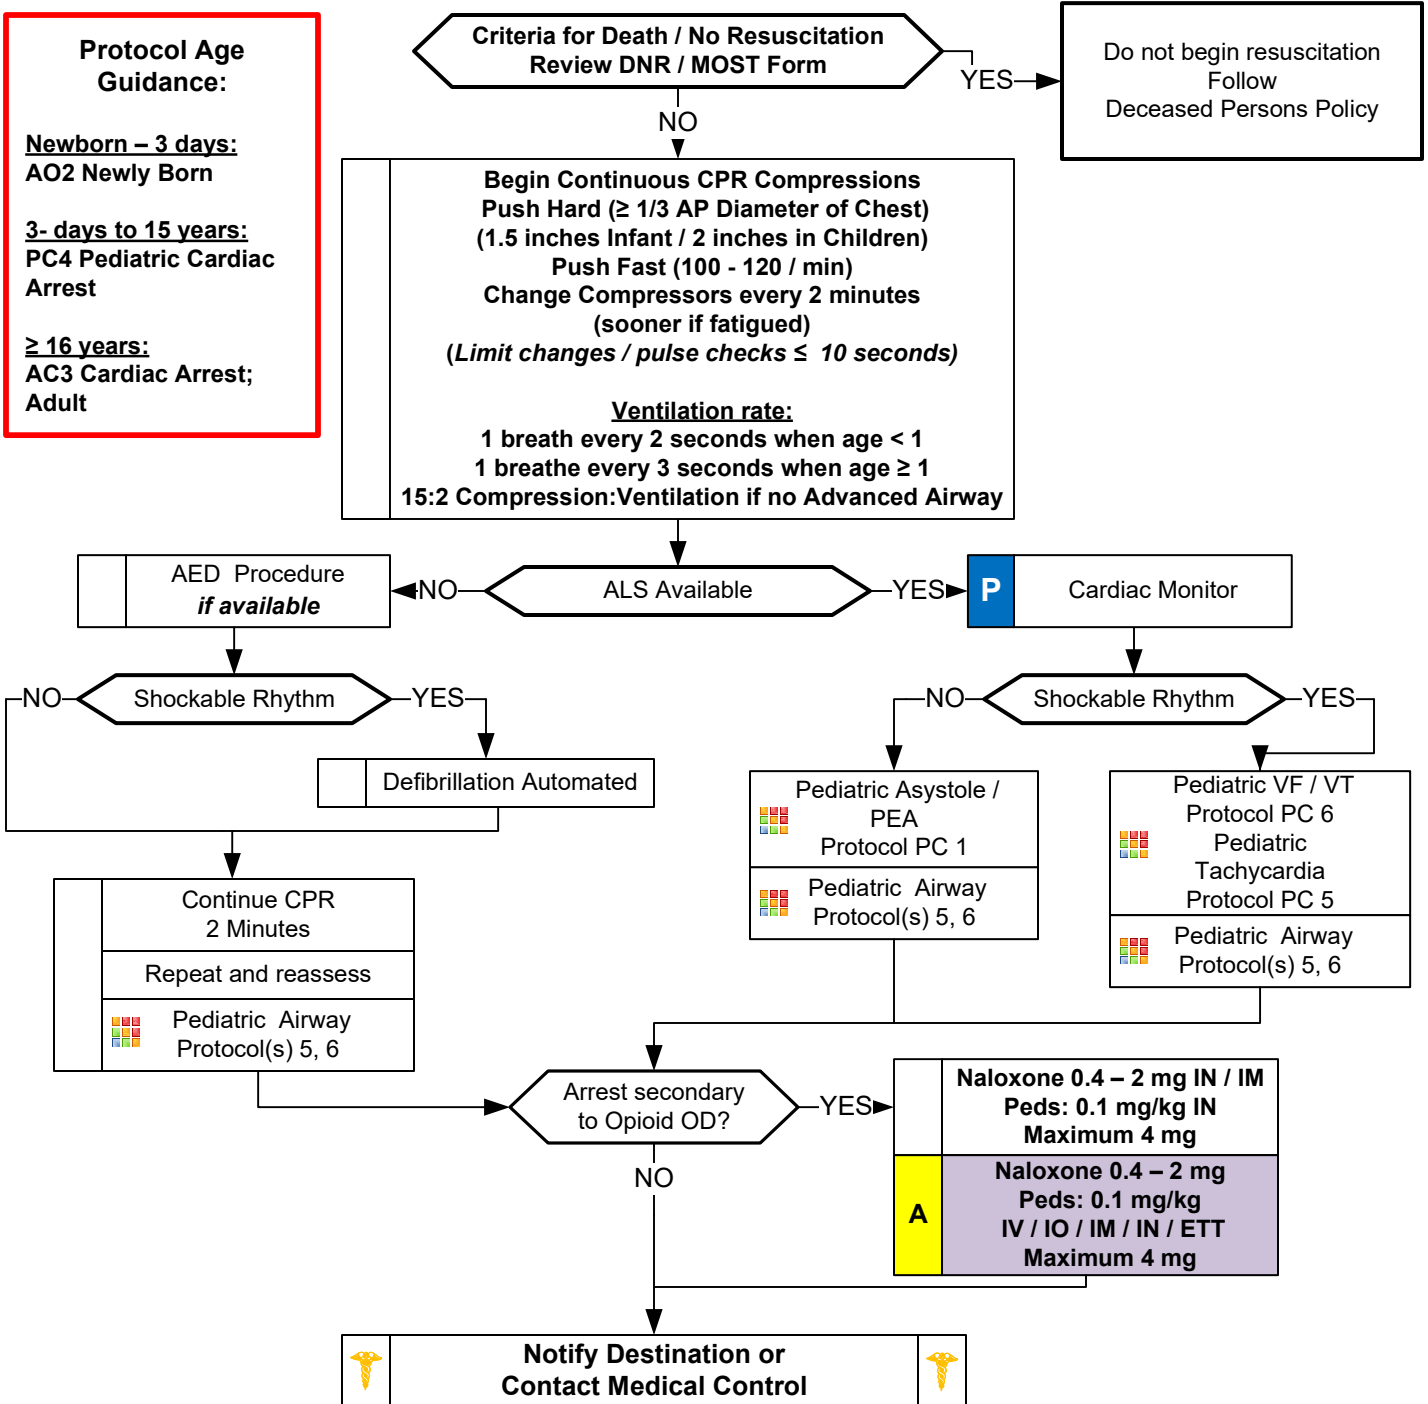 Protocol Age
Guidance:
Newborn – 3 days:
AO2 Newly Born
3- days to 15 years:
PC4 Pediatric Cardiac
Arrest
≥ 16 years:
AC3 Cardiac Arrest;
Adult
Criteria for Death / No Resuscitation
Review DNR / MOST Form
YES
Do not begin resuscitation
Follow
Deceased Persons Policy
NO
Begin Continuous CPR Compressions
Push Hard (≥ 1/3 AP Diameter of Chest)
(1.5 inches Infant / 2 inches in Children)
Push Fast (100 - 120 / min)
Change Compressors every 2 minutes
(sooner if fatigued)
(Limit changes / pulse checks ≤ 10 seconds)
Ventilation rate:
1 breath every 2 seconds when age < 1
1 breathe every 3 seconds when age ≥ 1
15:2 Compression:Ventilation if no Advanced Airway
AED Procedure
if available
NO
ALS Available
YES
P
Cardiac Monitor
NO
Shockable Rhythm
YES
NO
Shockable Rhythm
YES
Defibrillation Automated
Pediatric Asystole /
PEA
Protocol PC 1
Pediatric Airway
Protocol(s) 5, 6
Pediatric VF / VT
Protocol PC 6
Pediatric
Tachycardia
Protocol PC 5
Pediatric Airway
Protocol(s) 5, 6
Continue CPR
2 Minutes
Repeat and reassess
Pediatric Airway
Protocol(s) 5, 6
Arrest secondary
to Opioid OD?
YES
Naloxone 0.4 – 2 mg IN / IM
Peds: 0.1 mg/kg IN
Maximum 4 mg
A
Naloxone 0.4 – 2 mg
Peds: 0.1 mg/kg
IV / IO / IM / IN / ETT
Maximum 4 mg
NO
Notify Destination or
Contact Medical Control